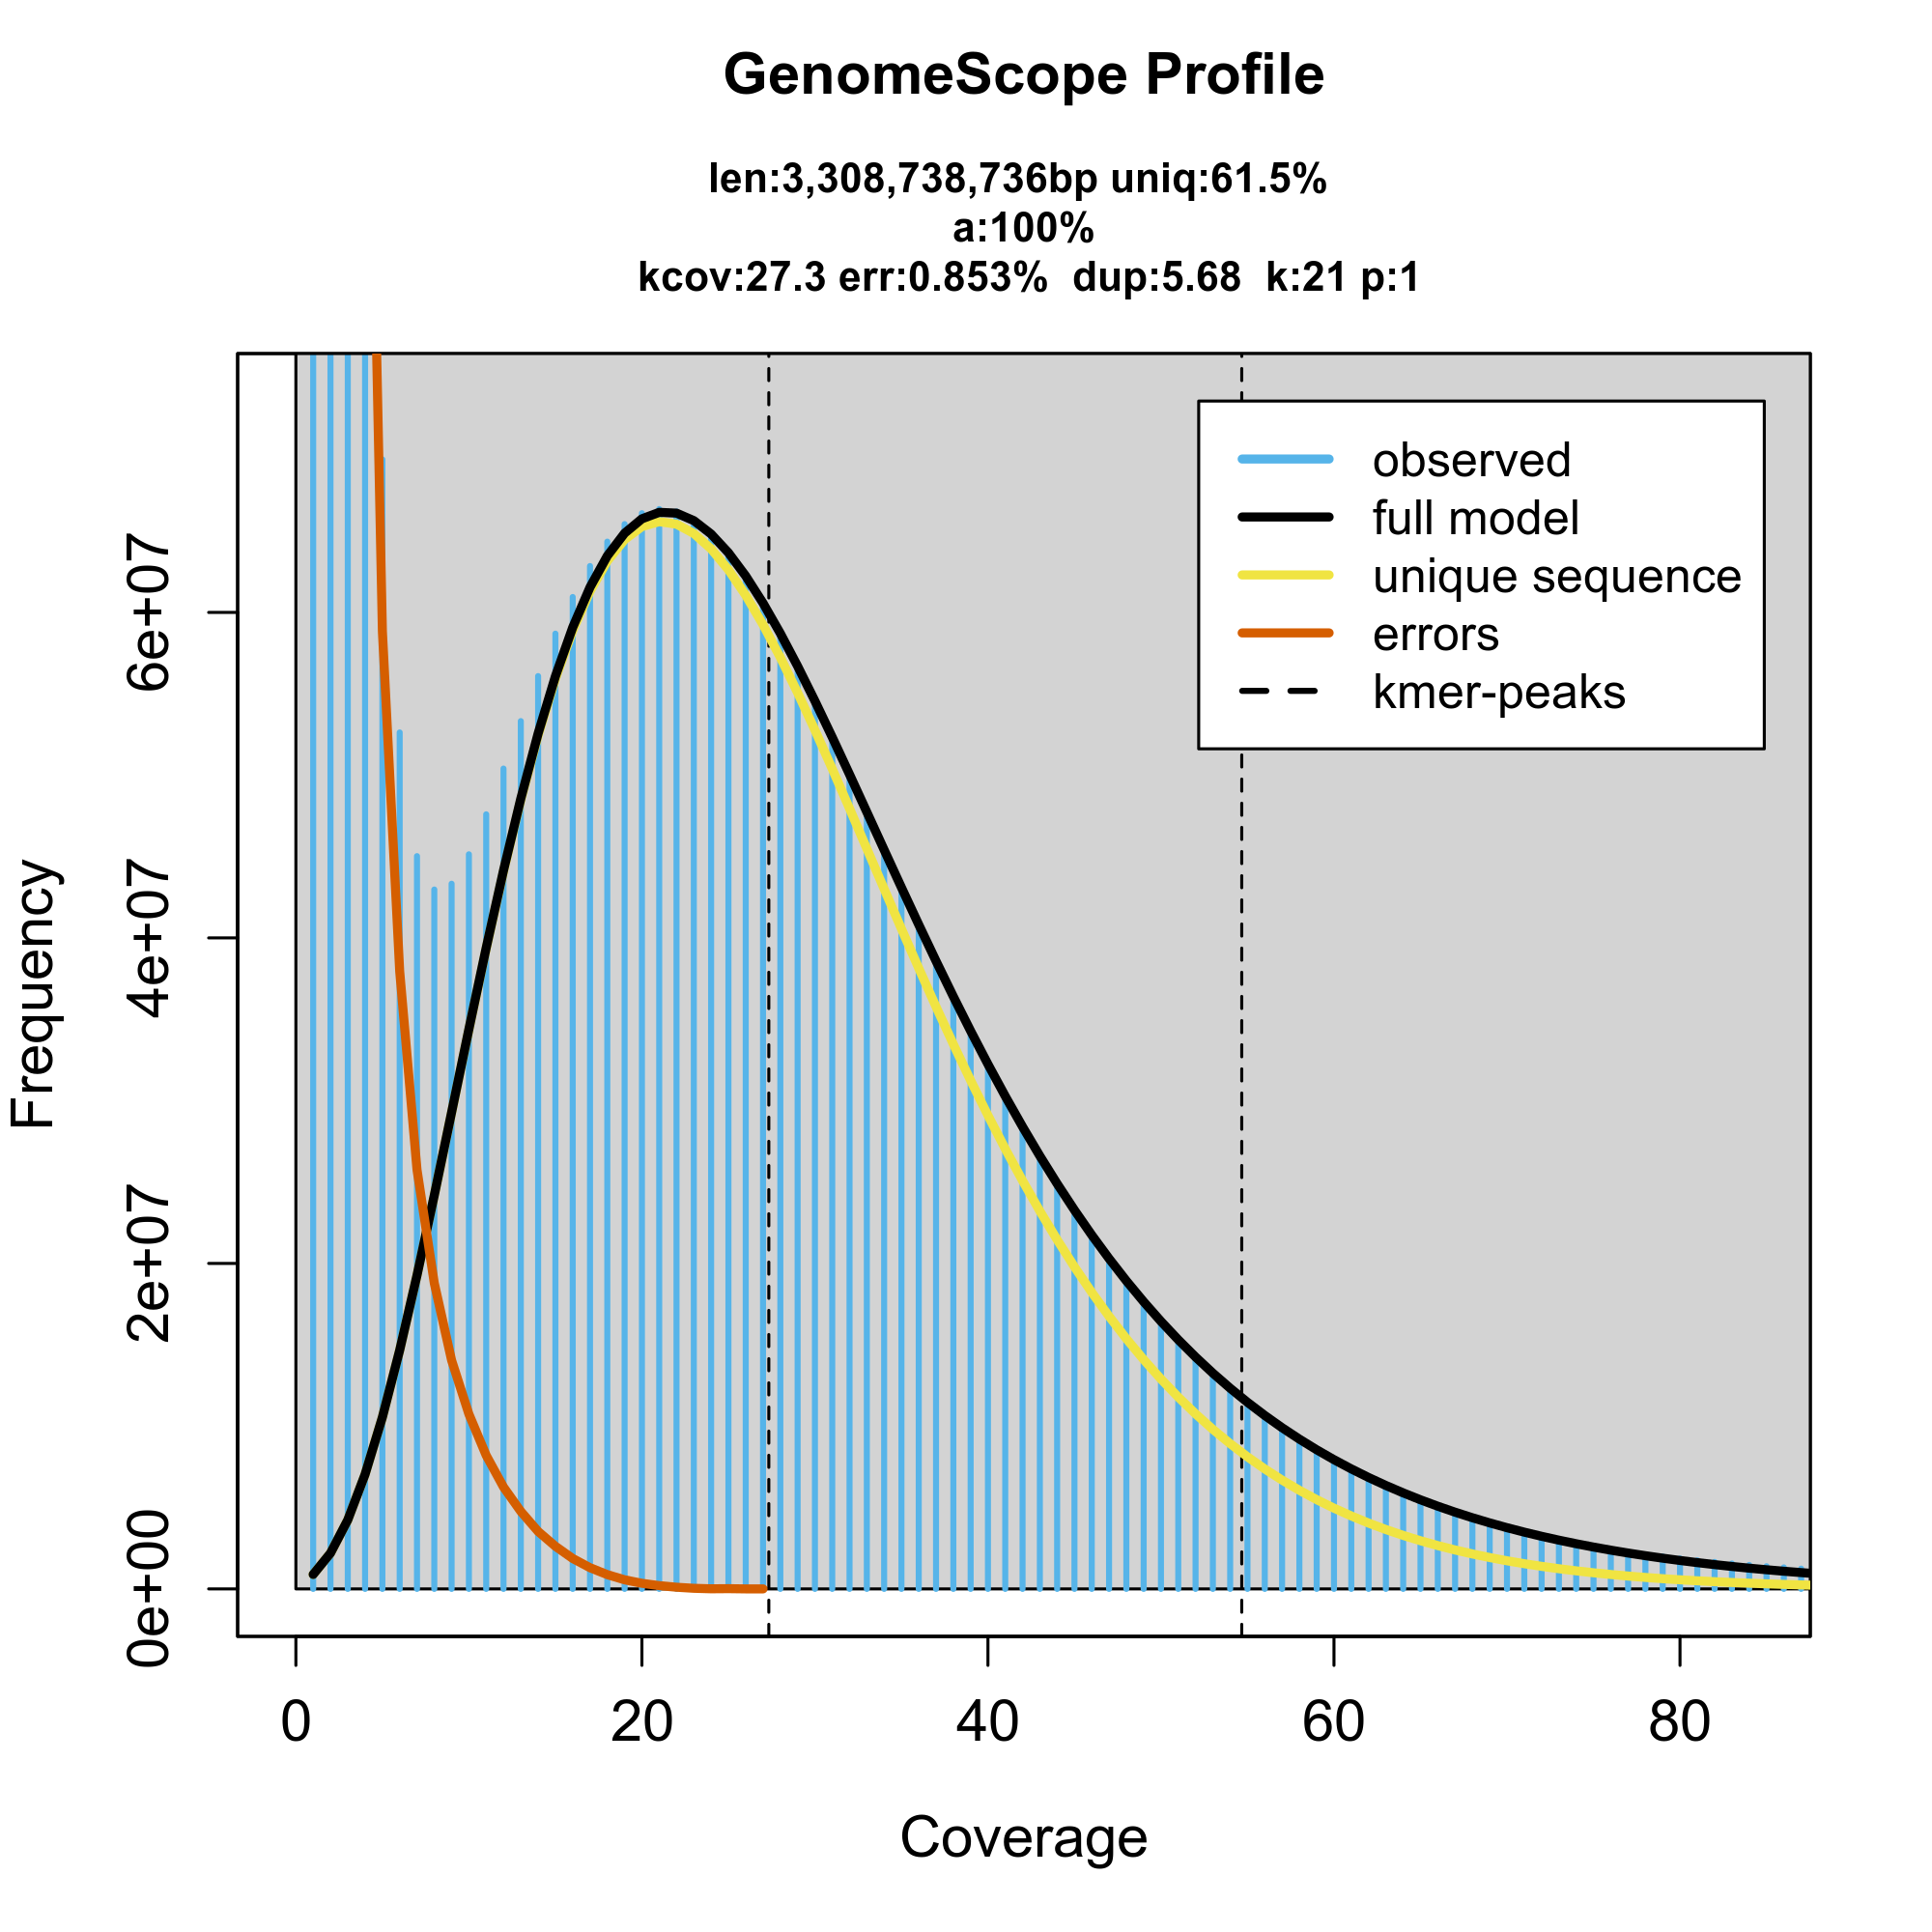 GenomeScope Profile
len:3,308,738,736bp uniq:61.5%
a:100%
kcov:27.3 err:0.853%  dup:5.68  k:21 p:1
observed
full model
unique sequence
errors
kmer-peaks
Frequency
6e+07
4e+07
2e+07
0e+00
0 20 40 60 80
Coverage